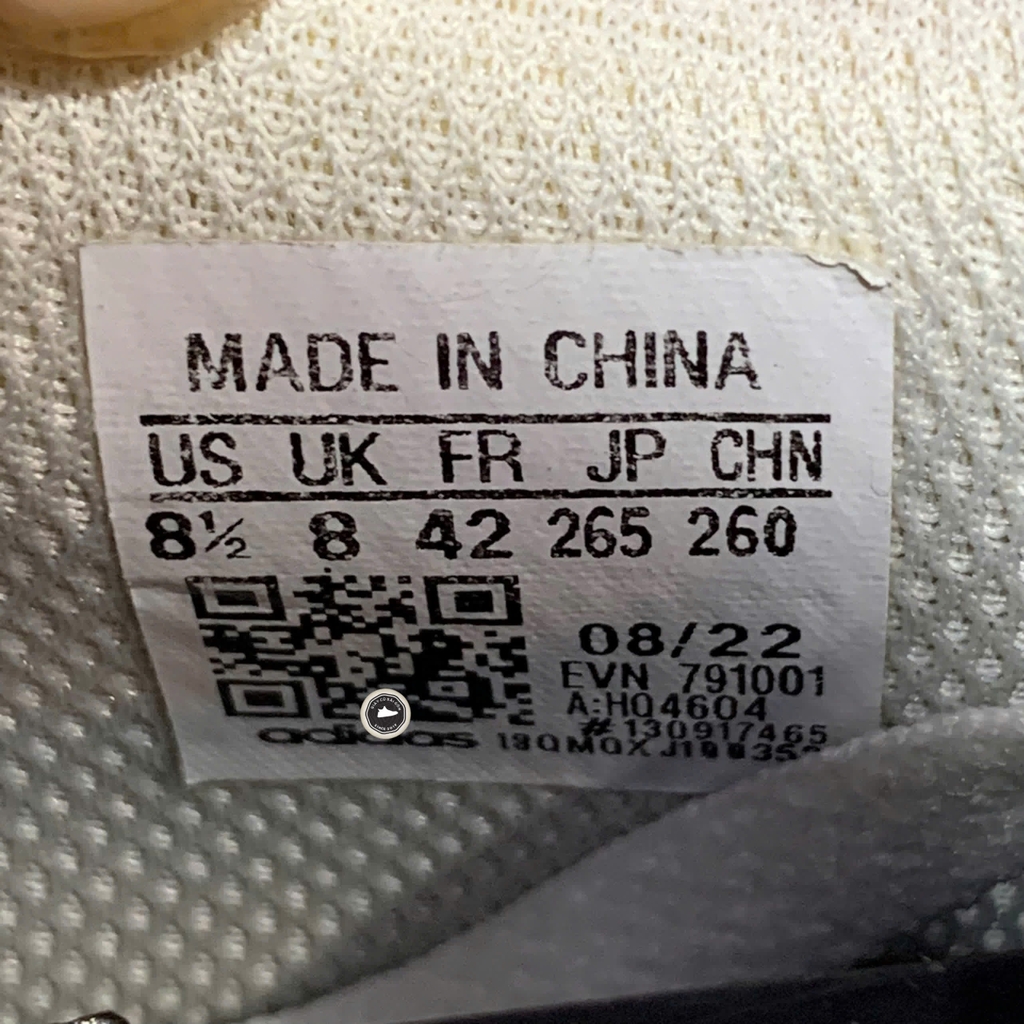 MADE IN CHINA
US UK FR JP CHN
8½ 8 42 265 260
08/22
EVN 791001
A:H04604
#130917465
adidas